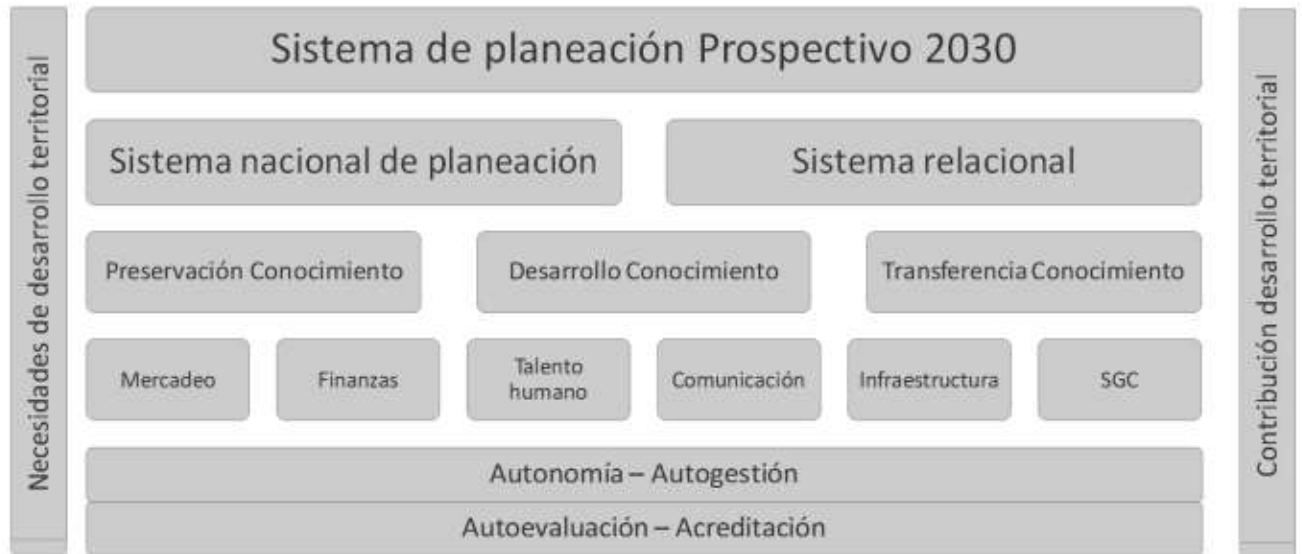 Necesidades de desarrollo territorial
Sistema de planeación Prospectivo 2030
Sistema nacional de planeación
Sistema relacional
Preservación Conocimiento
Desarrollo Conocimiento
Transferencia Conocimiento
Mercadeo
Finanzas
Talento
humano
Comunicación
Infraestructura
SGC
Autonomía – Autogestión
Autoevaluación – Acreditación
Contribución desarrollo territorial